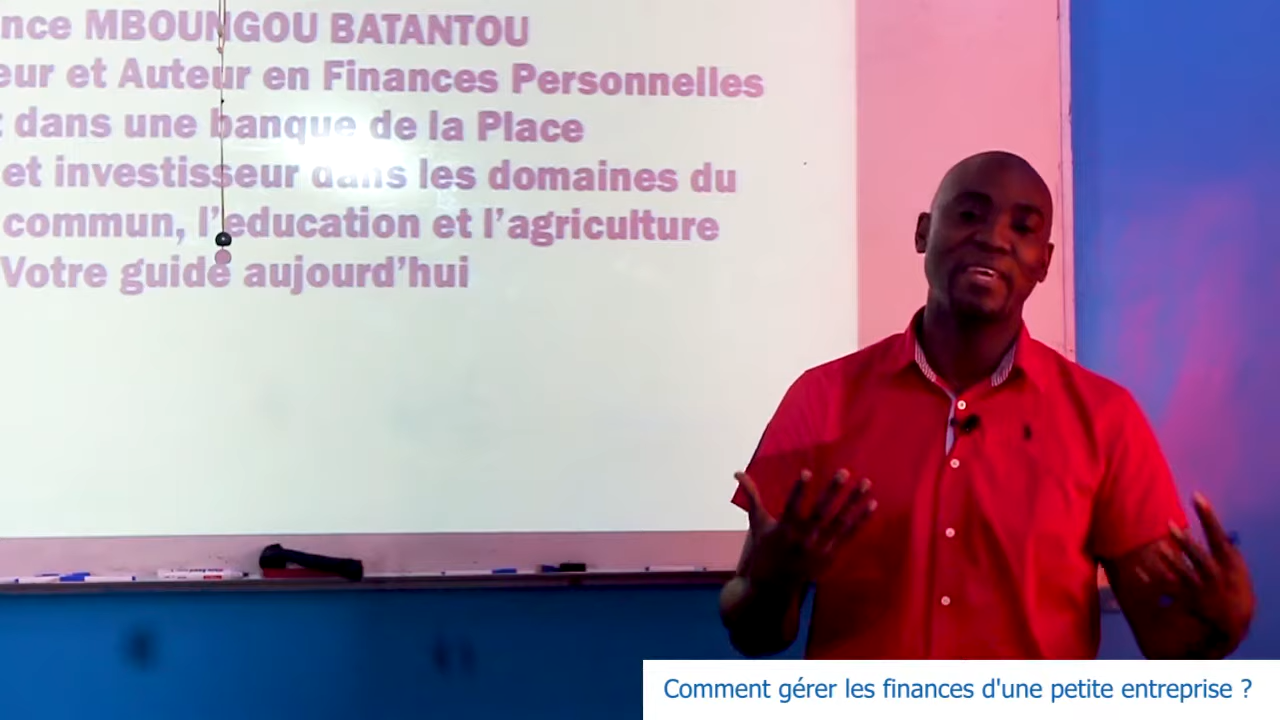 nce MBOUNGOU BATANTOU
eur et Auteur en Finances Personnelles
dans une banque de la Place
et investisseur dans les domaines du
commun, l’education et l’agriculture
Votre guide aujourd’hui
Comment gérer les finances d'une petite entreprise ?